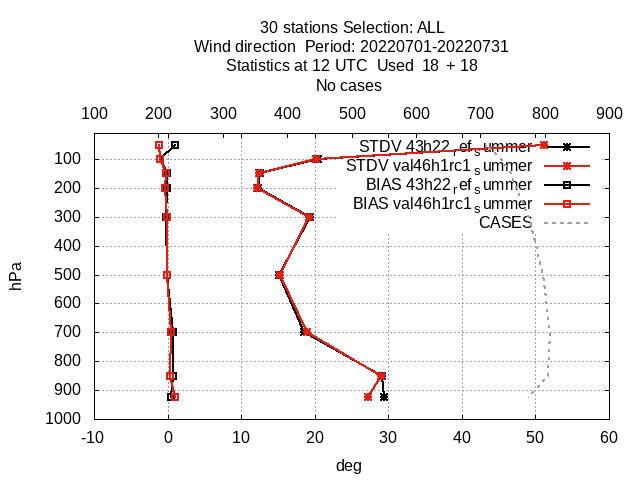 30 stations Selection: ALL
Wind direction  Period: 20220701-20220731
Statistics at 12 UTC  Used  18  + 18
No cases
100 200 300 400 500 600 700 800 900
STDV 43h22_ref_summer
STDV val46h1rc1_summer
BIAS 43h22_ref_summer
BIAS val46h1rc1_summer
CASES
100
200
300
400
500
600
700
800
900
1000
hPa
-10 0 10 20 30 40 50 60
deg